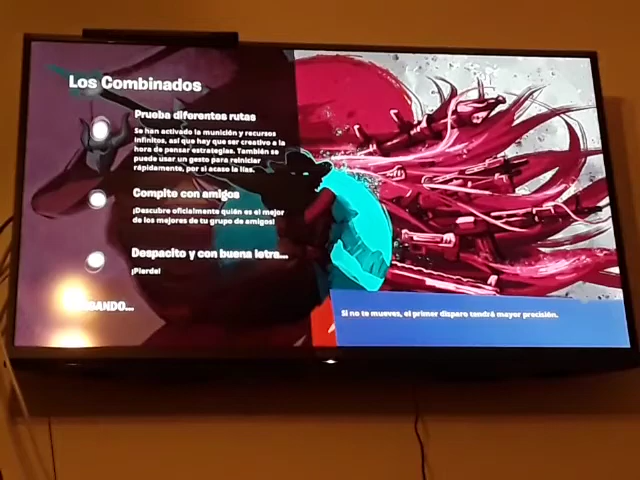 Los Combinados
Prueba diferentes rutas
Se han activado la munición y recursos
infinitos, así que hay que ser creativo a la
hora de pensar estrategias. También se
puede usar un gesto para reiniciar
rápidamente, por si acaso la lías.
Compite con amigos
¡Descubre oficialmente quién es el mejor
de los mejores de tu grupo de amigos!
Despacito y con buena letra...
¡Pierde!
Si no te mueves, el primer disparo tendrá mayor precisión.